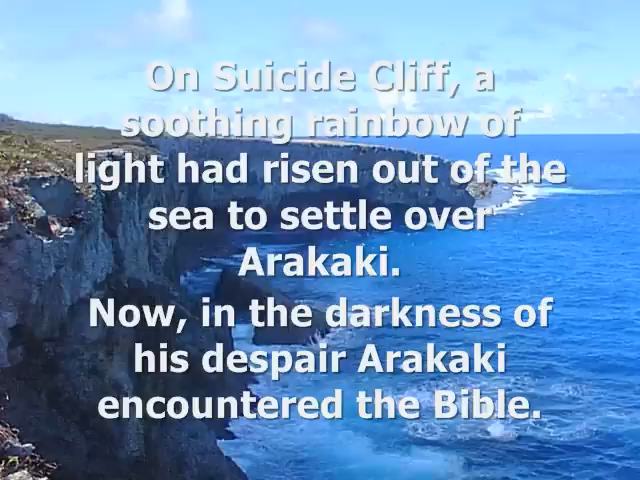 On Suicide Cliff, a
soothing rainbow of
light had risen out of the
sea to settle over
Arakaki.
Now, in the darkness of
his despair Arakaki
encountered the Bible.